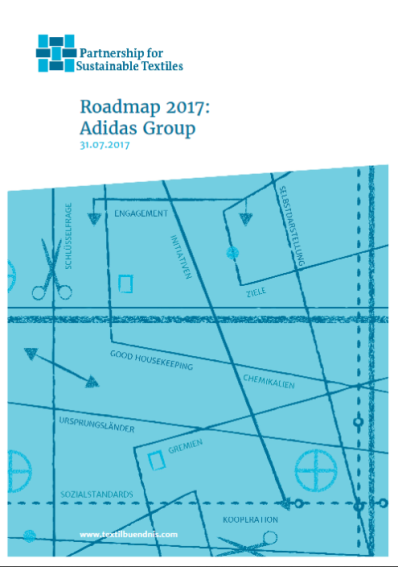 Partnership for
Sustainable Textiles
Roadmap 2017:
Adidas Group
31.07.2017
SCHLÜSSELFRAGE
ENGAGEMENT
INITIATIVEN
SELBSTDARSTELLUNG
ZIELE
GOOD HOUSEKEEPING
CHEMIKALIEN
URSPRUNGSLÄNDER
GREMIEN
SOZIALSTANDARDS
KOOPERATION
www.textilbuendnis.com